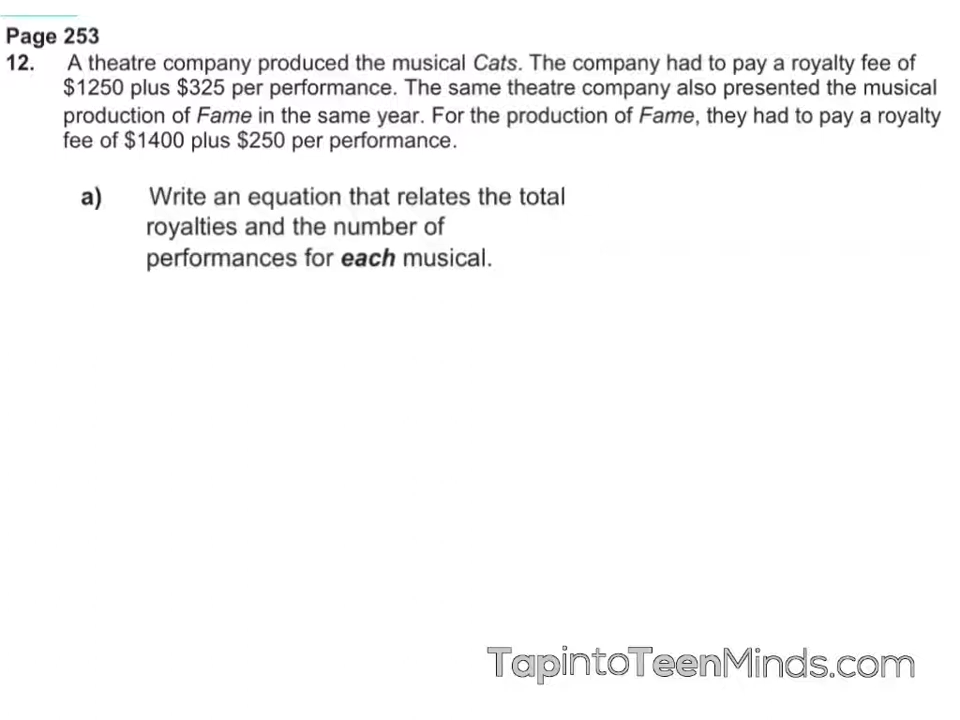 Page 253
12. A theatre company produced the musical Cats. The company had to pay a royalty fee of
$1250 plus $325 per performance. The same theatre company also presented the musical
production of Fame in the same year. For the production of Fame, they had to pay a royalty
fee of $1400 plus $250 per performance.
a) Write an equation that relates the total
royalties and the number of
performances for each musical.
TapintoTeenMinds.com